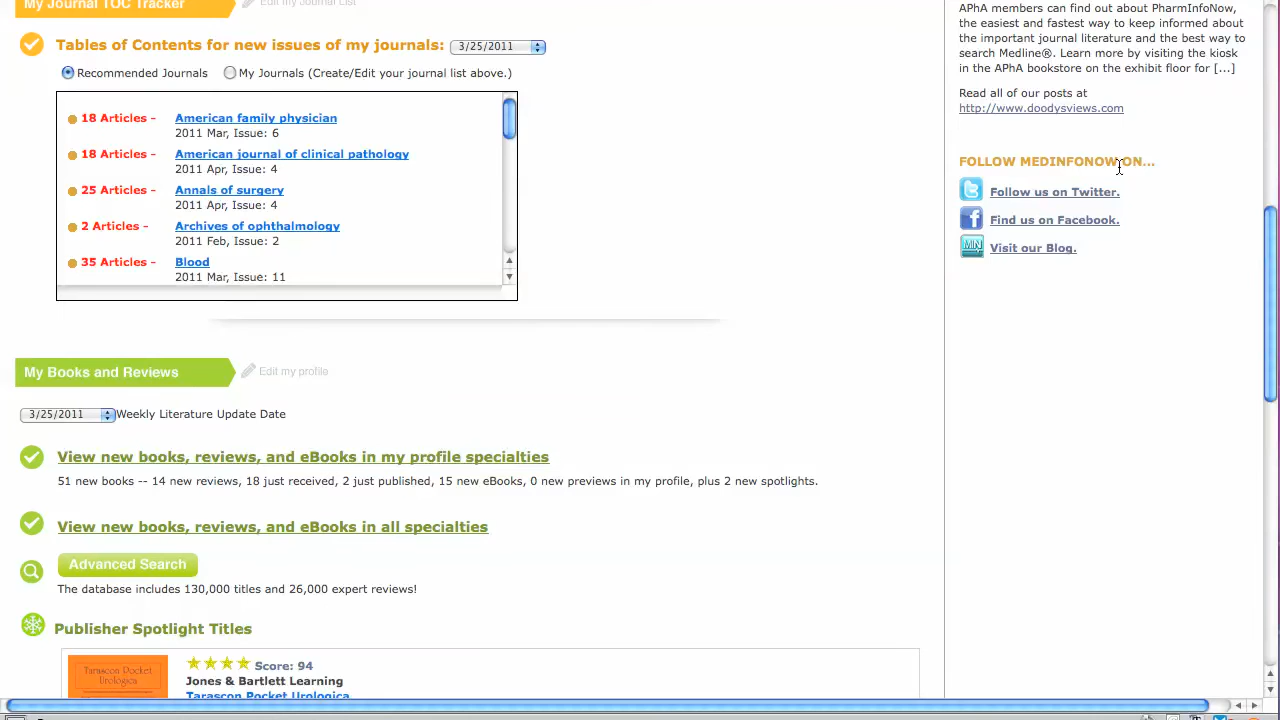 My Journal TOC Tracker
Edit my Journal List
Tables of Contents for new issues of my journals: 3/25/2011
Recommended Journals My Journals (Create/Edit your journal list above.)
18 Articles - American family physician
2011 Mar, Issue: 6
18 Articles - American journal of clinical pathology
2011 Apr, Issue: 4
25 Articles - Annals of surgery
2011 Apr, Issue: 4
2 Articles - Archives of ophthalmology
2011 Feb, Issue: 2
35 Articles - Blood
2011 Mar, Issue: 11
My Books and Reviews
Edit my profile
3/25/2011 Weekly Literature Update Date
View new books, reviews, and eBooks in my profile specialties
51 new books -- 14 new reviews, 18 just received, 2 just published, 15 new eBooks, 0 new previews in my profile, plus 2 new spotlights.
View new books, reviews, and eBooks in all specialties
Advanced Search
The database includes 130,000 titles and 26,000 expert reviews!
Publisher Spotlight Titles
Tarascon Pocket
Urologica
Score: 94
Jones & Bartlett Learning
Tarascon Pocket Urologica
APhA members can find out about PharmInfoNow,
the easiest and fastest way to keep informed about
the important journal literature and the best way to
search Medline®. Learn more by visiting the kiosk
in the APhA bookstore on the exhibit floor for [...]
Read all of our posts at
http://www.doodysviews.com
FOLLOW MEDINFONOW ON...
Follow us on Twitter.
Find us on Facebook.
MN
Visit our Blog.